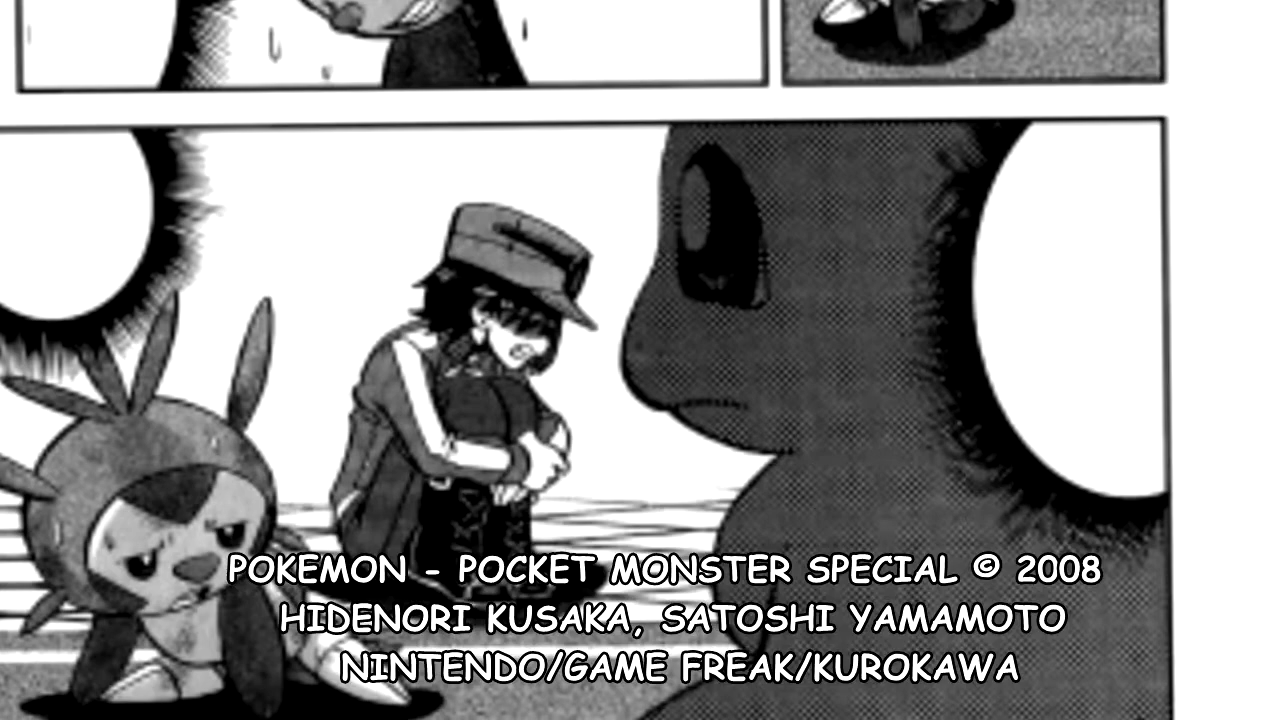 POKEMON - POCKET MONSTER SPECIAL © 2008
HIDENORI KUSAKA, SATOSHI YAMAMOTO
NINTENDO/GAME FREAK/KUROKAWA